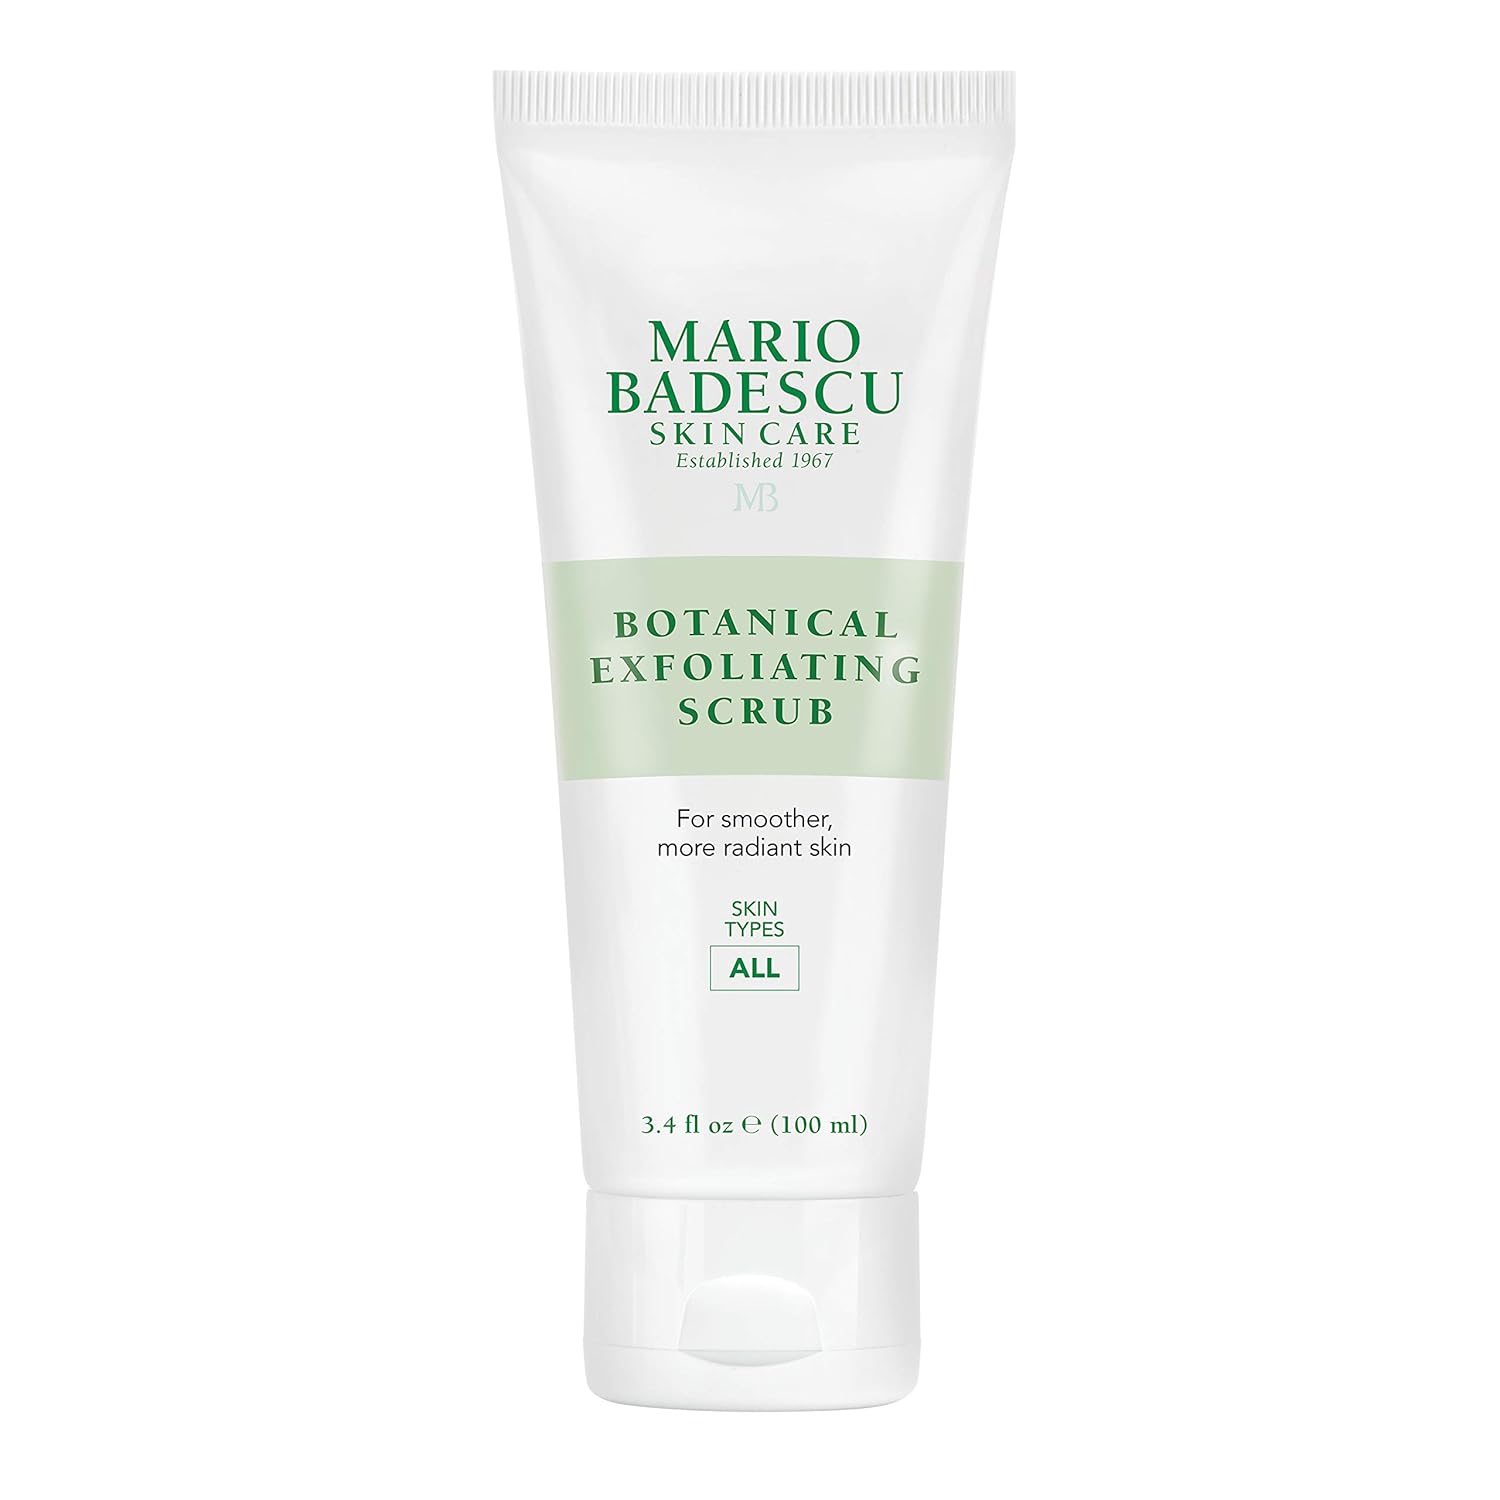 MARIO
BADESCU
SKIN CARE
Established 1967
MB
BOTANICAL
EXFOLIATING
SCRUB
For smoother,
more radiant skin
SKIN
TYPES
ALL
3.4 fl oz ℮ (100 ml)